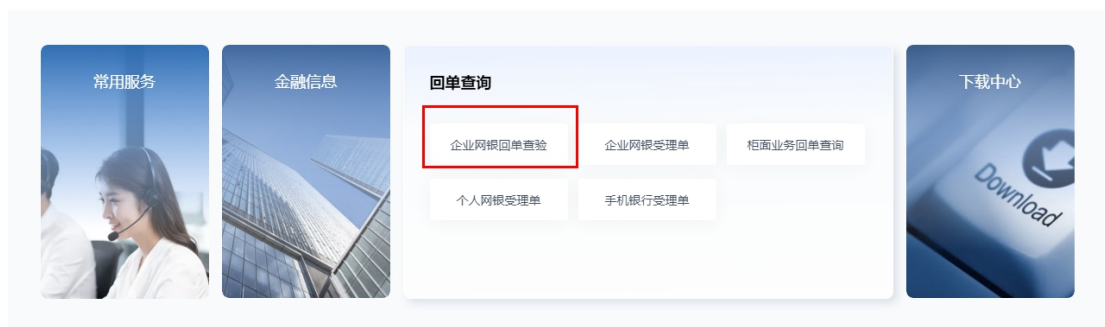 常用服务
金融信息
回单查询
企业网银回单查验
企业网银受理单
柜面业务回单查询
个人网银受理单
手机银行受理单
下载中心
Download